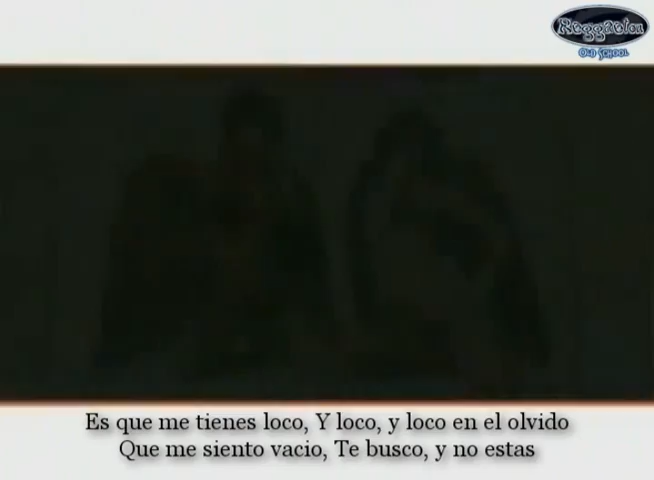 Reggaeton
Old School
Es que me tienes loco, Y loco, y loco en el olvido
Que me siento vacio, Te busco, y no estas